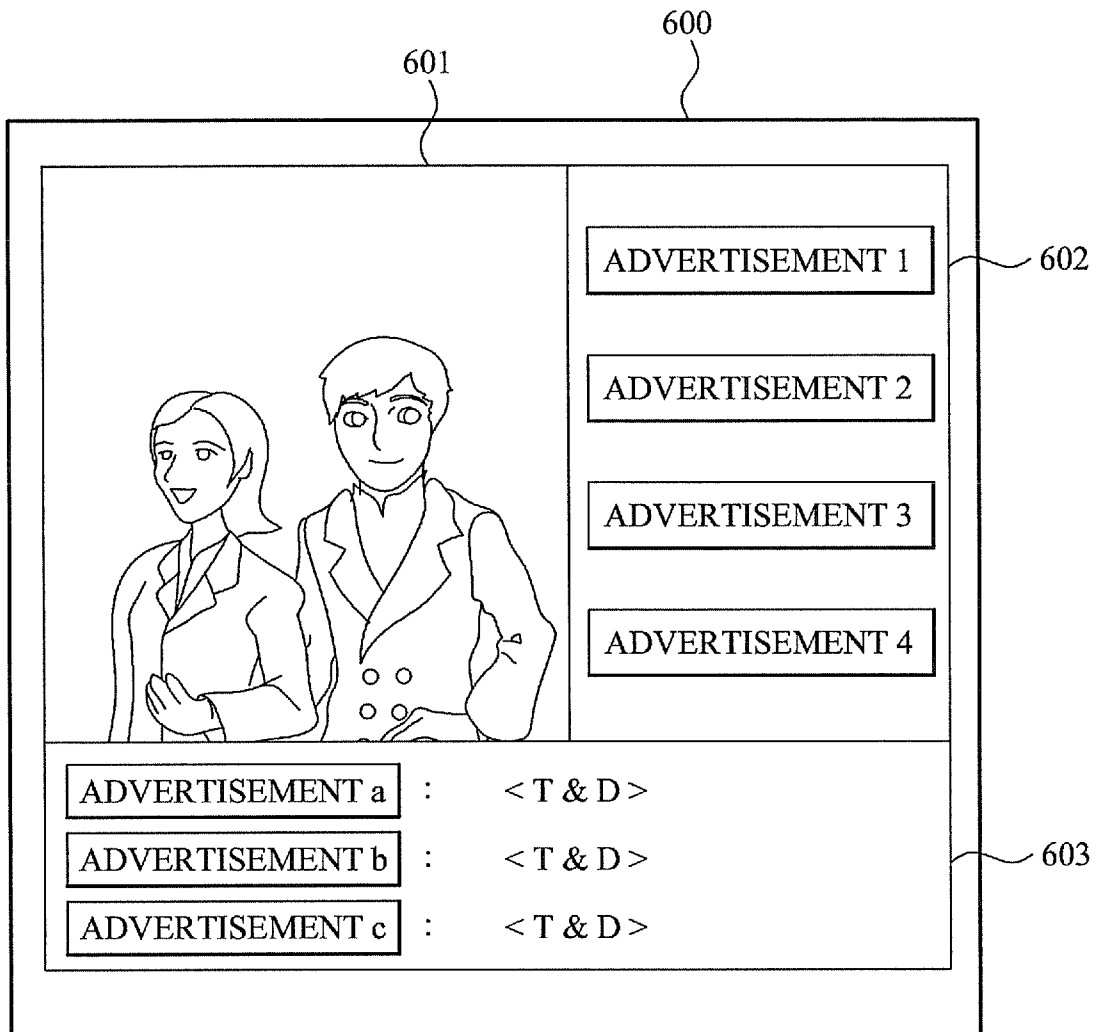 600
601
ADVERTISEMENT 1
602
ADVERTISEMENT 2
ADVERTISEMENT 3
ADVERTISEMENT 4
ADVERTISEMENT a : < T & D >
ADVERTISEMENT b : < T & D >
603
ADVERTISEMENT c : < T & D >